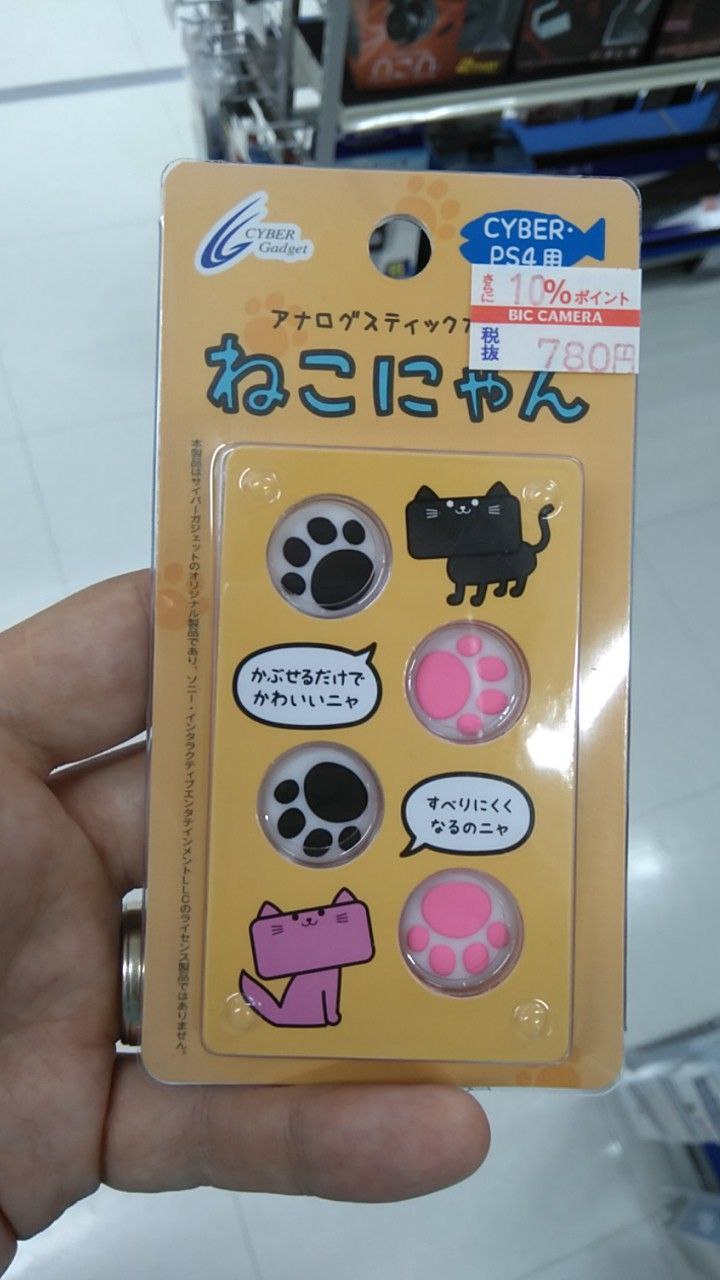 CYBER
Gadget
CYBER・
PS4用
さらに 10%ポイント
BIC CAMERA
税抜 780円
アナログスティック
ねこにゃん
本製品はサイバーガジェットのオリジナル製品であり、ソニー・インタラクティブエンタテインメントLLCのライセンス製品ではありません。
かぶせるだけで
かわいいニャ
すべりにくく
なるのニャ